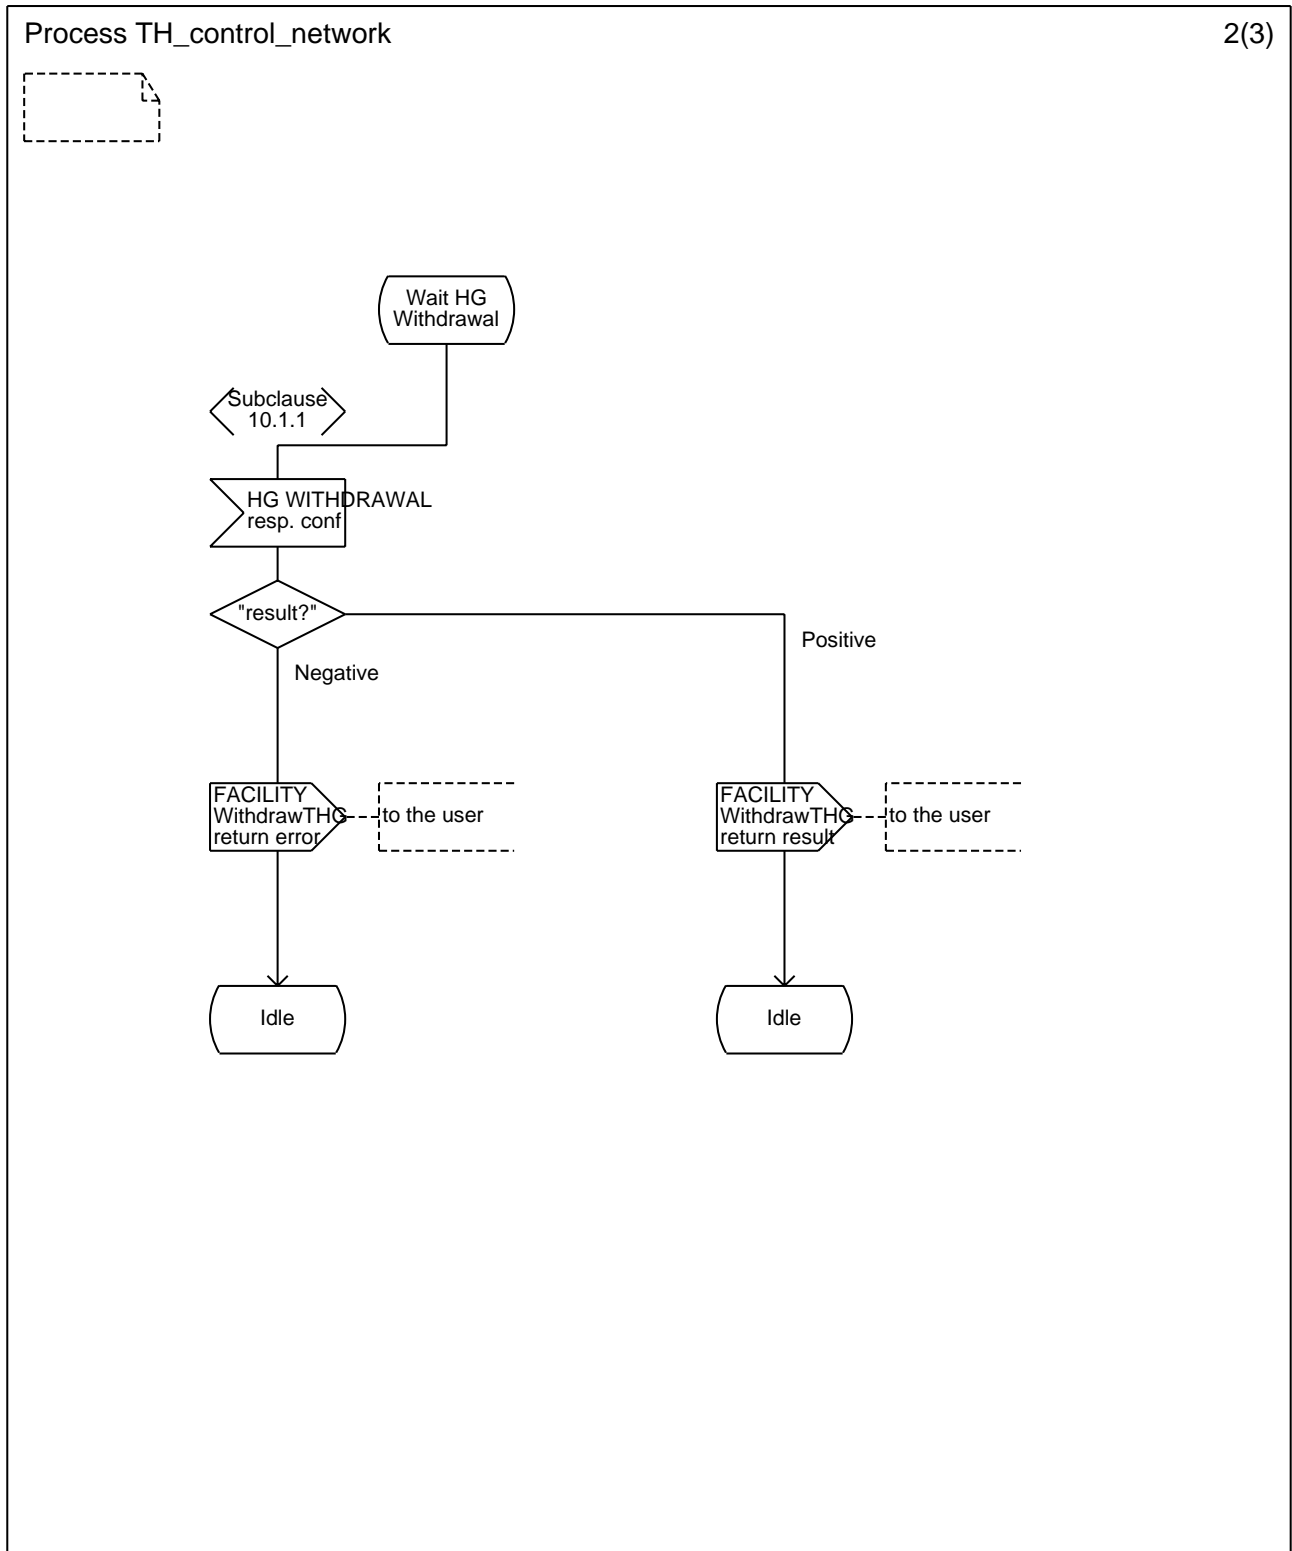 Process TH_control_network
2(3)
Wait HG
Withdrawal
Subclause
10.1.1
HG WITHDRAWAL
resp. conf
"result?"
Positive
Negative
FACILITY
WithdrawTHG
return error
to the user
FACILITY
WithdrawTHG
return result
to the user
Idle
Idle